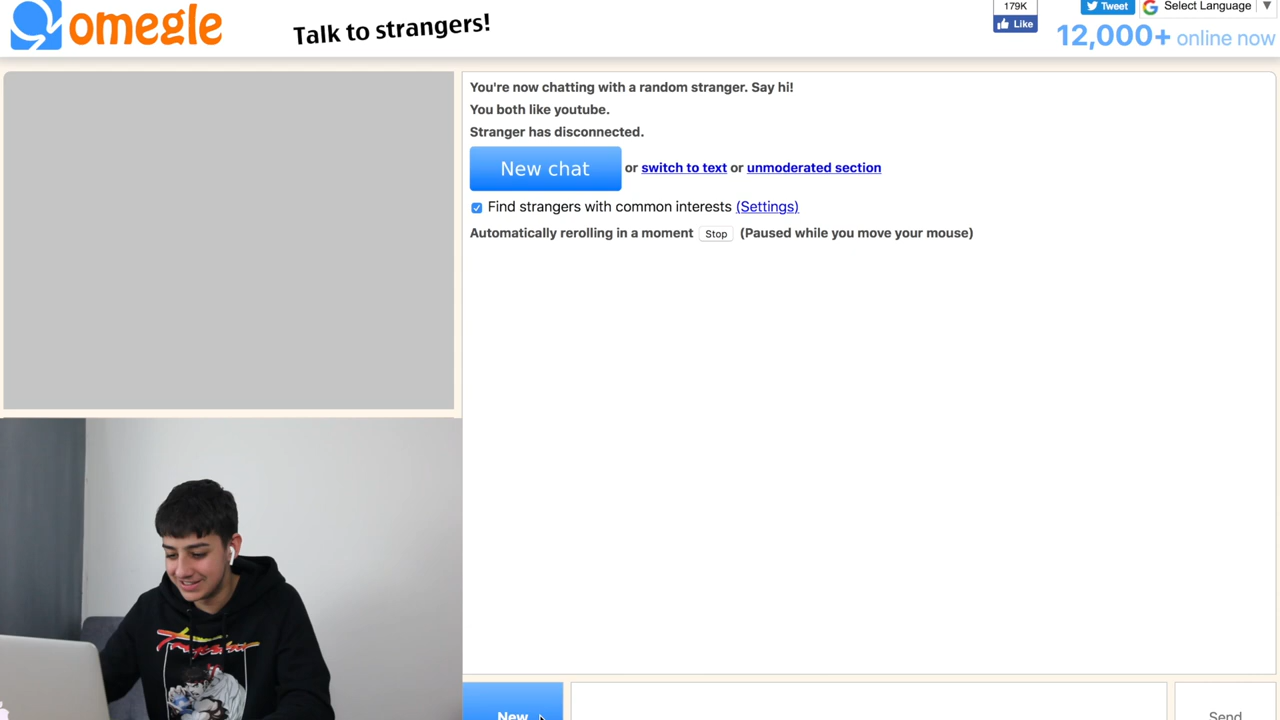 omegle
Talk to strangers!
179K
Like
Tweet
Select Language ▼
12,000+ online now
You're now chatting with a random stranger. Say hi!
You both like youtube.
Stranger has disconnected.
New chat or switch to text or unmoderated section
Find strangers with common interests (Settings)
Automatically rerolling in a moment Stop (Paused while you move your mouse)
New
Send